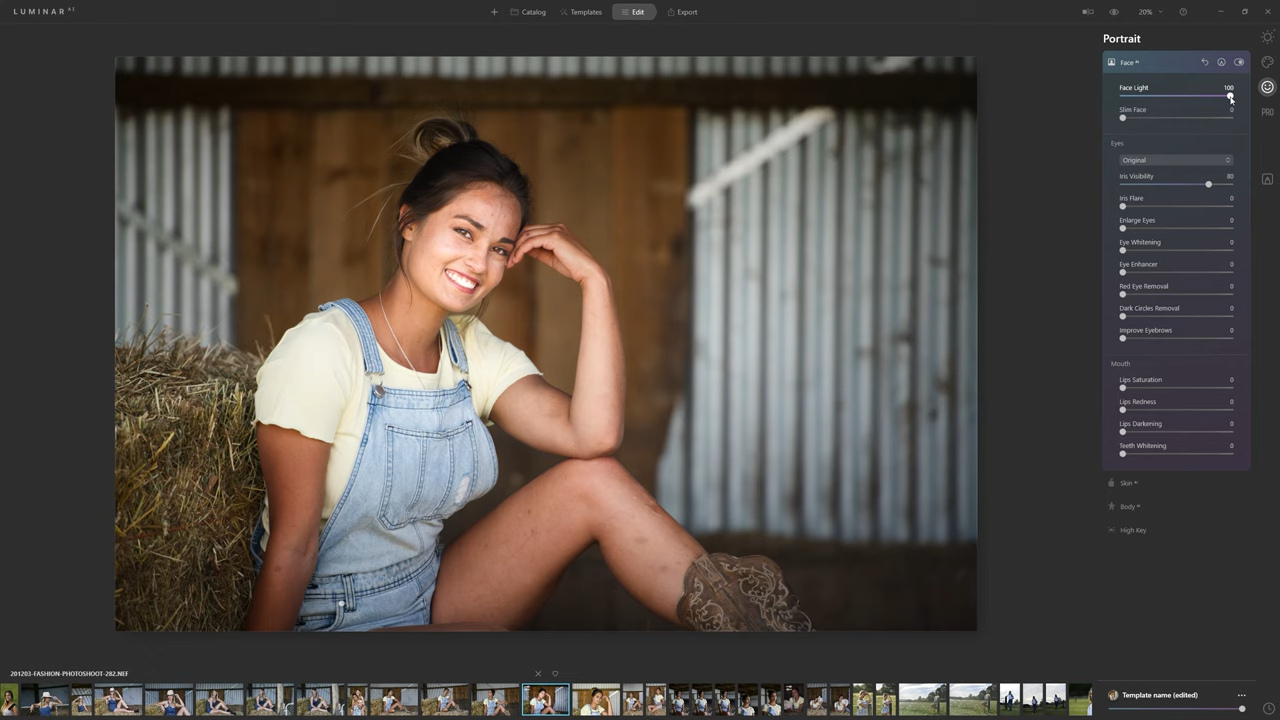 LUMINAR AI
Catalog
Templates
Edit
Export
20%
Portrait
Face AI
Face Light 100
Slim Face 0
Eyes
Original
Iris Visibility 80
Iris Flare 0
Enlarge Eyes 0
Eye Whitening 0
Eye Enhancer 0
Red Eye Removal 0
Dark Circles Removal 0
Improve Eyebrows 0
Mouth
Lips Saturation 0
Lips Redness 0
Lips Darkening 0
Teeth Whitening 0
Skin AI
Body AI
High Key
PRO
201203-FASHION-PHOTOSHOOT-282.NEF
Template name (edited)